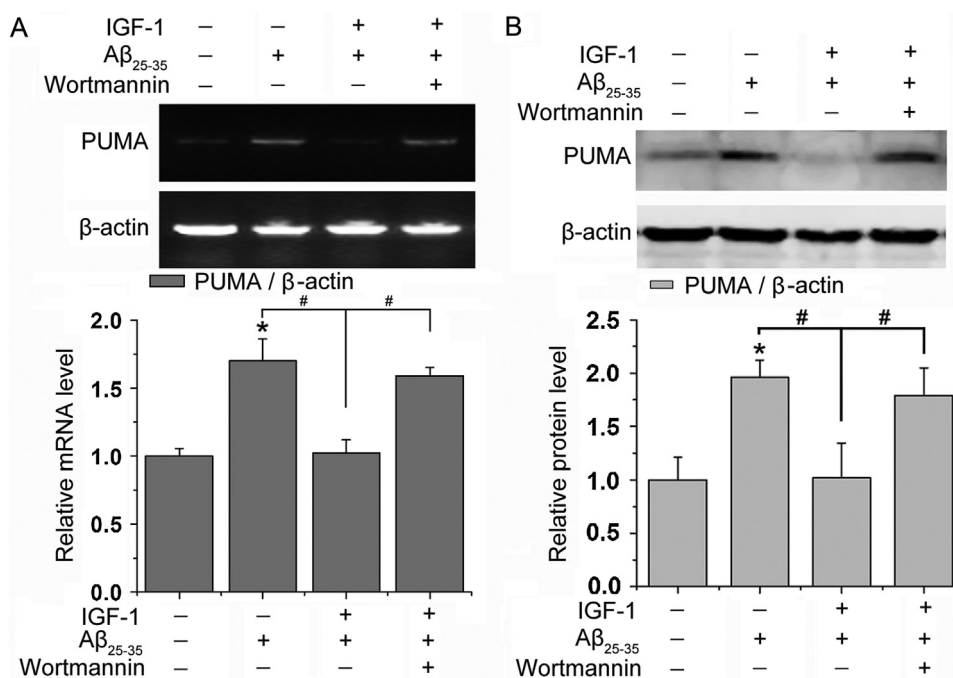 A
IGF-1 – – + +
Aβ25-35 – + + +
Wortmannin – – – +
PUMA
β-actin
PUMA / β-actin
# #
*
Relative mRNA level
2.0
1.5
1.0
0.5
0.0
IGF-1 – – + +
Aβ25-35 – + + +
Wortmannin – – – +
B
IGF-1 – – + +
Aβ25-35 – + + +
Wortmannin – – – +
PUMA
β-actin
PUMA / β-actin
# #
*
Relative protein level
2.5
2.0
1.5
1.0
0.5
0.0
IGF-1 – – + +
Aβ25-35 – + + +
Wortmannin – – – +